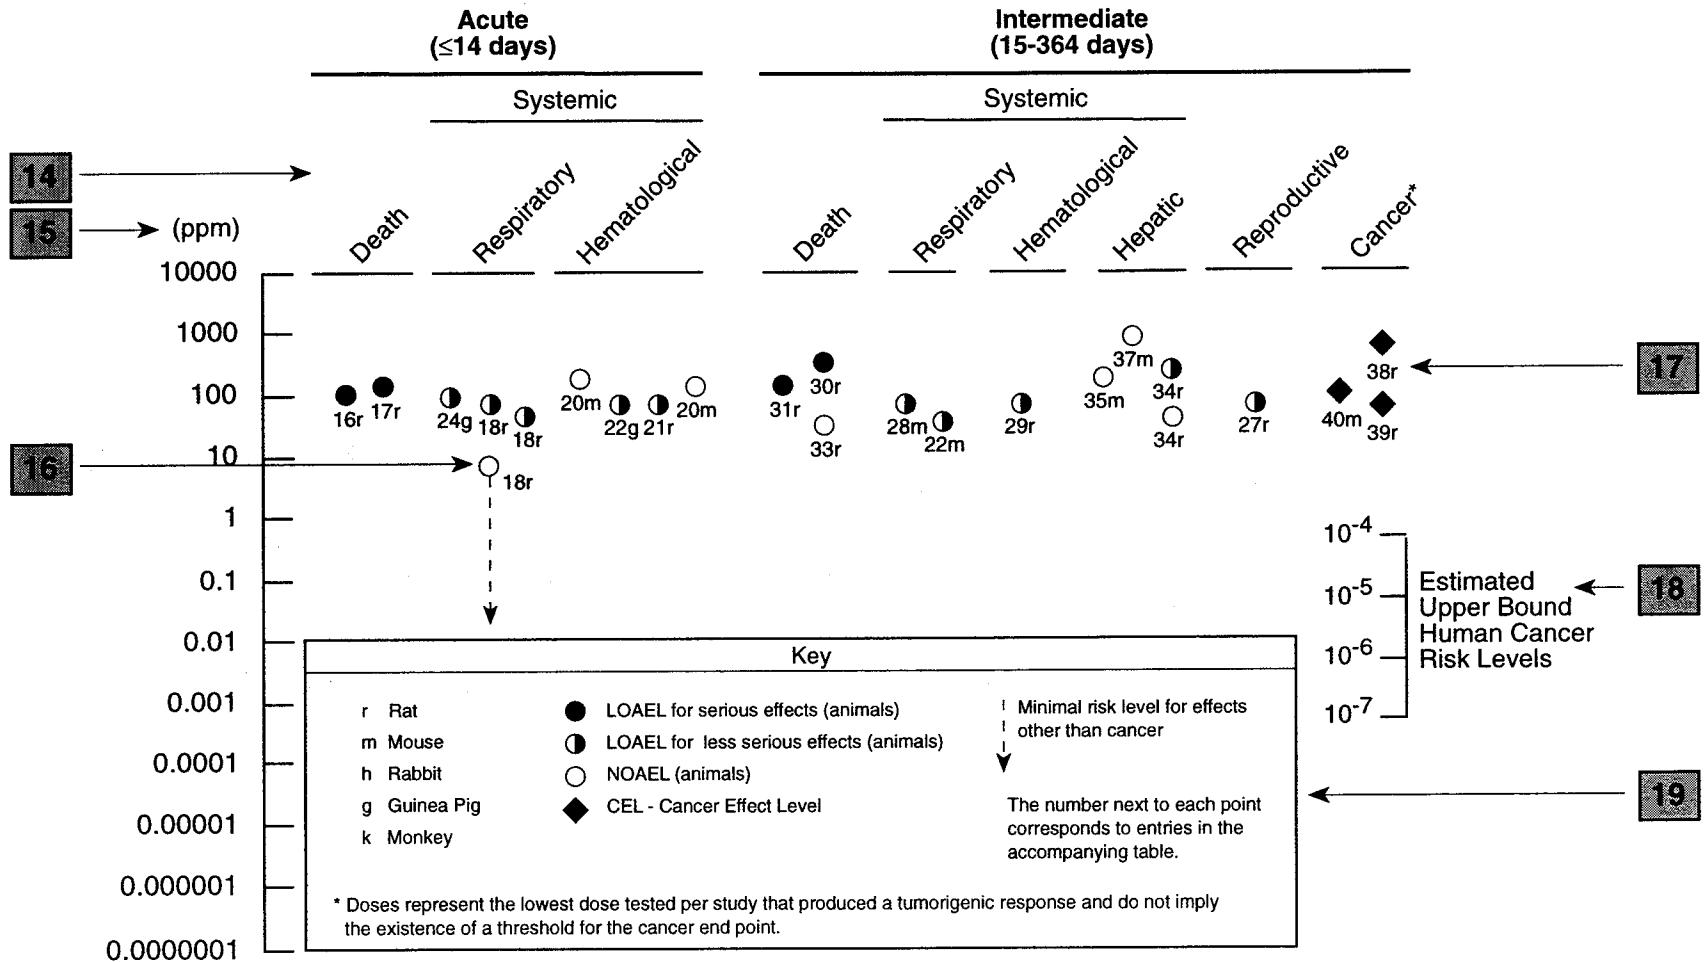 Acute
(≤14 days)
Intermediate
(15-364 days)
Systemic
Systemic
14
15
(ppm)
Death
Respiratory
Hematological
Death
Respiratory
Hematological
Hepatic
Reproductive
Cancer*
10000
1000
100
10
1
0.1
0.01
0.001
0.0001
0.00001
0.000001
0.0000001
16r
17r
24g
18r
18r
18r
20m
22g
21r
20m
31r
30r
33r
28m
22m
29r
35m
37m
34r
34r
27r
40m
38r
39r
16
17
10-4
10-5
10-6
10-7
Estimated
Upper Bound
Human Cancer
Risk Levels
18
Key
r Rat
m Mouse
h Rabbit
g Guinea Pig
k Monkey
LOAEL for serious effects (animals)
LOAEL for less serious effects (animals)
NOAEL (animals)
CEL - Cancer Effect Level
Minimal risk level for effects
other than cancer
The number next to each point
corresponds to entries in the
accompanying table.
* Doses represent the lowest dose tested per study that produced a tumorigenic response and do not imply
the existence of a threshold for the cancer end point.
19